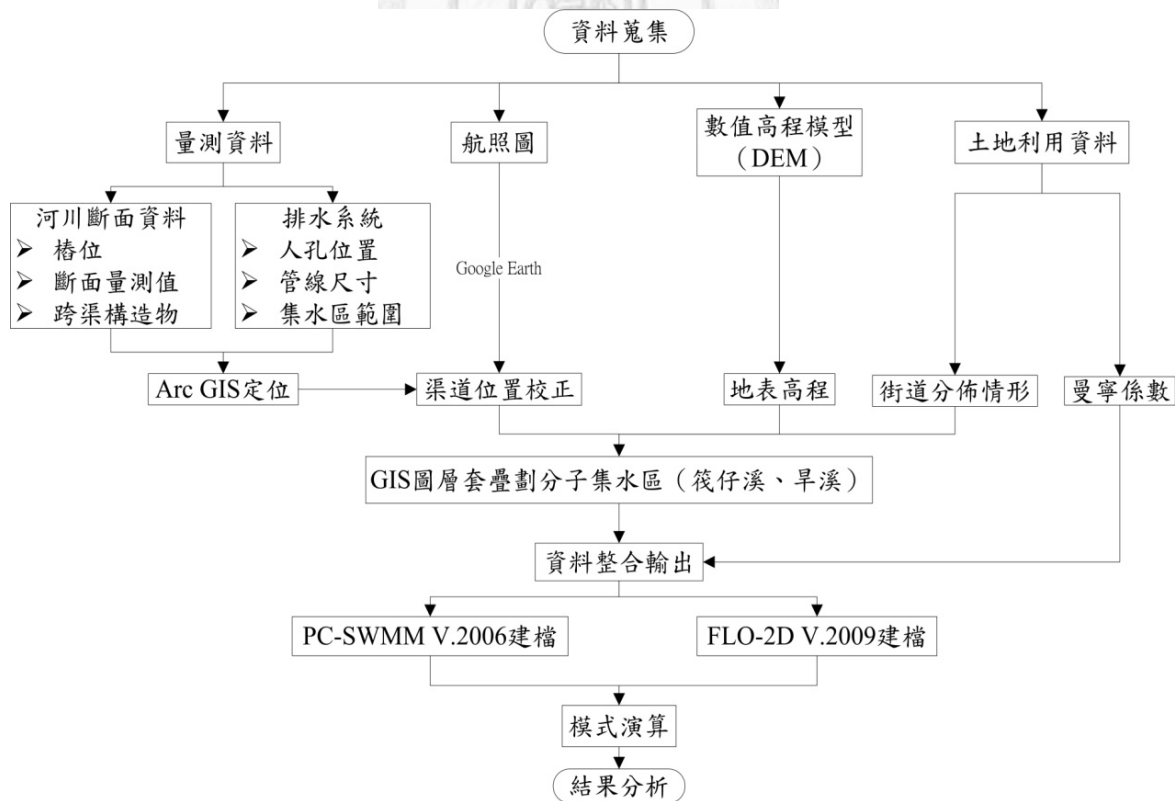 資料蒐集
量測資料
航照圖
數值高程模型
（DEM）
土地利用資料
河川斷面資料
➢ 樁位
➢ 斷面量測值
➢ 跨渠構造物
排水系統
➢ 人孔位置
➢ 管線尺寸
➢ 集水區範圍
Google Earth
Arc GIS定位
渠道位置校正
地表高程
街道分佈情形
曼寧係數
GIS圖層套疊劃分子集水區（筏仔溪、旱溪）
資料整合輸出
PC-SWMM V.2006建檔
FLO-2D V.2009建檔
模式演算
結果分析